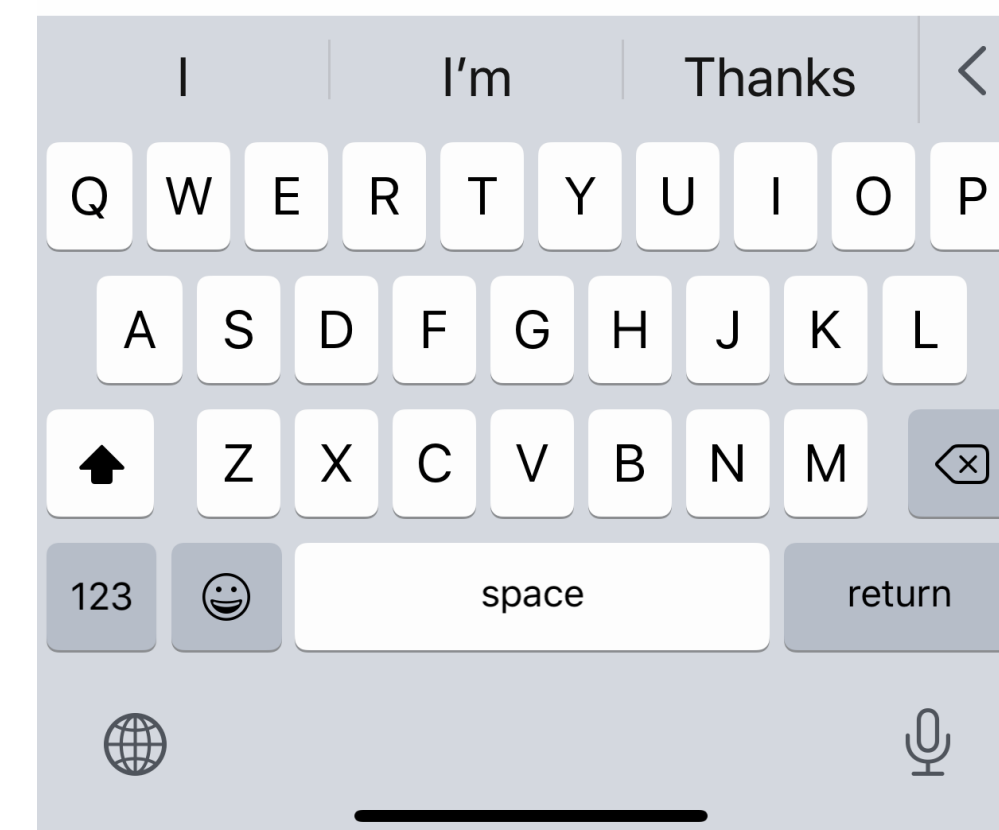 I I'm Thanks
Q W E R T Y U I O P
A S D F G H J K L
Z X C V B N M
123 space return